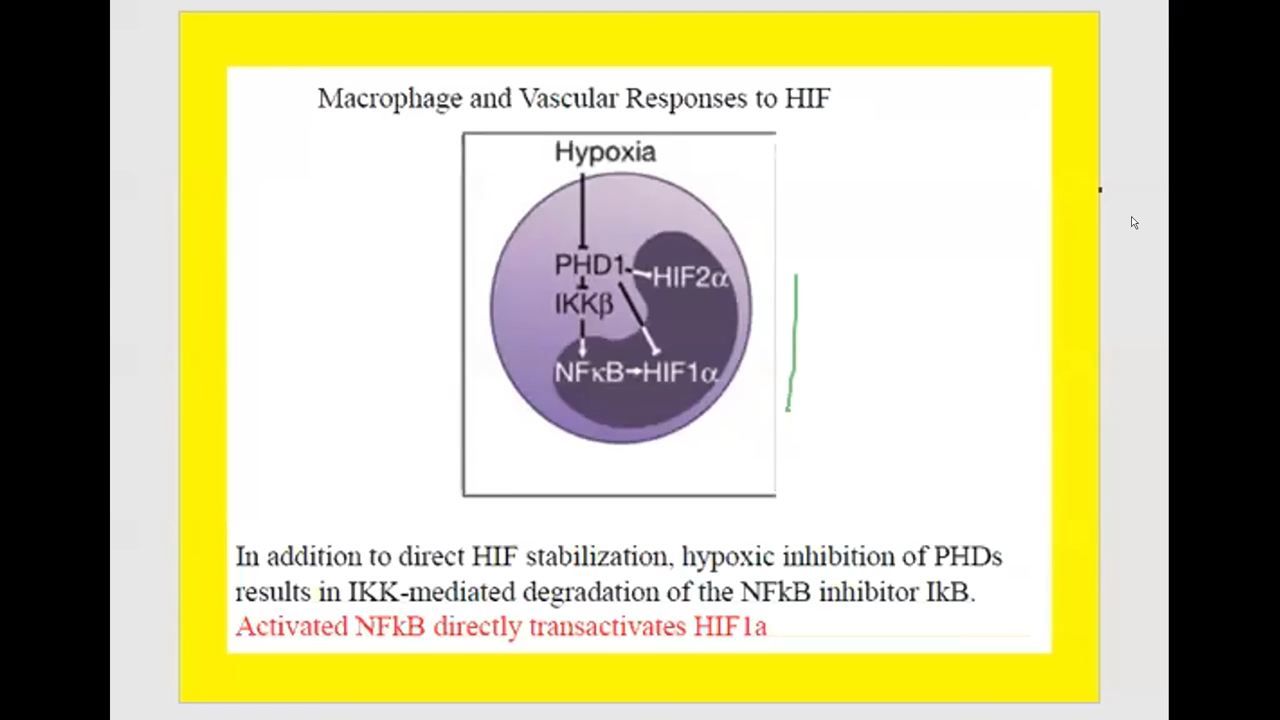 Macrophage and Vascular Responses to HIF
Hypoxia
PHD1
HIF2α
IKKβ
NFκB HIF1α
In addition to direct HIF stabilization, hypoxic inhibition of PHDs
results in IKK-mediated degradation of the NFkB inhibitor IkB.
Activated NFkB directly transactivates HIF1a